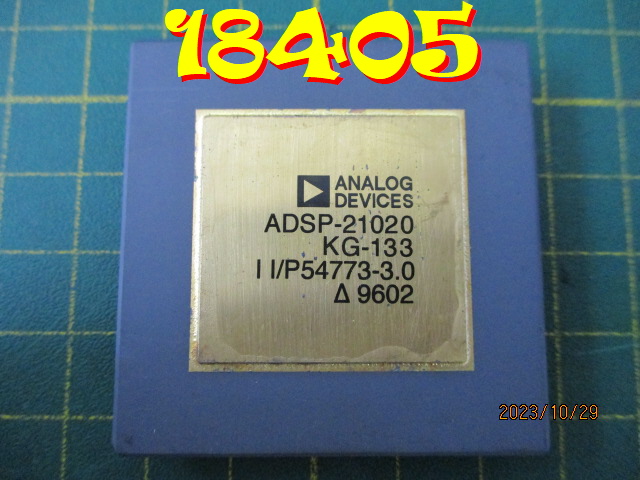 18405
ANALOG
DEVICES
ADSP-21020
KG-133
I I/P54773-3.0
Δ 9602
2023/10/29